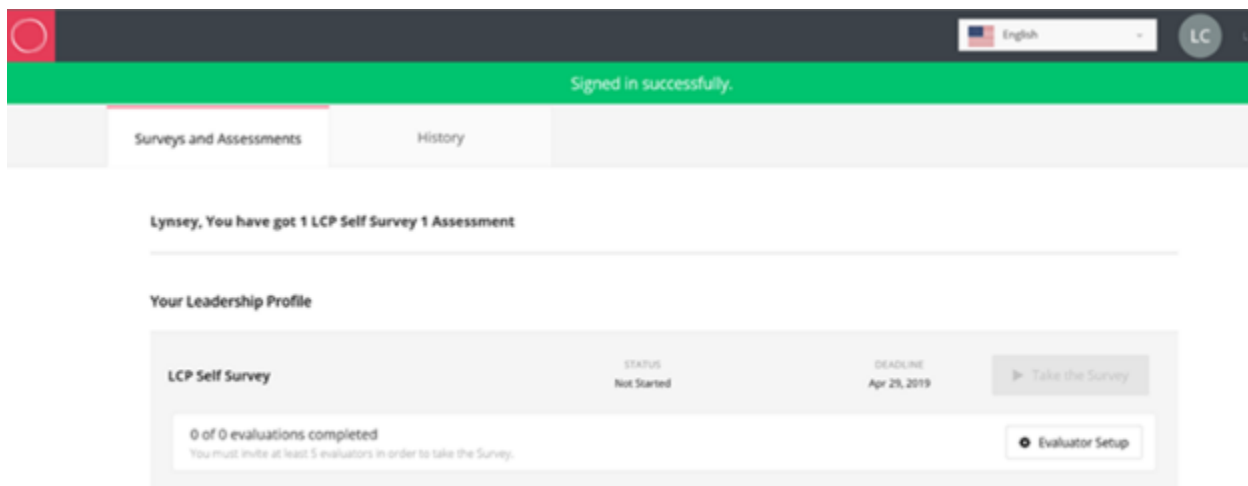 English
LC
Signed in successfully.
Surveys and Assessments
History
Lynsey, You have got 1 LCP Self Survey 1 Assessment
Your Leadership Profile
LCP Self Survey
STATUS
Not Started
DEADLINE
Apr 29, 2019
Take the Survey
0 of 0 evaluations completed
You must invite at least 5 evaluators in order to take the Survey.
Evaluator Setup